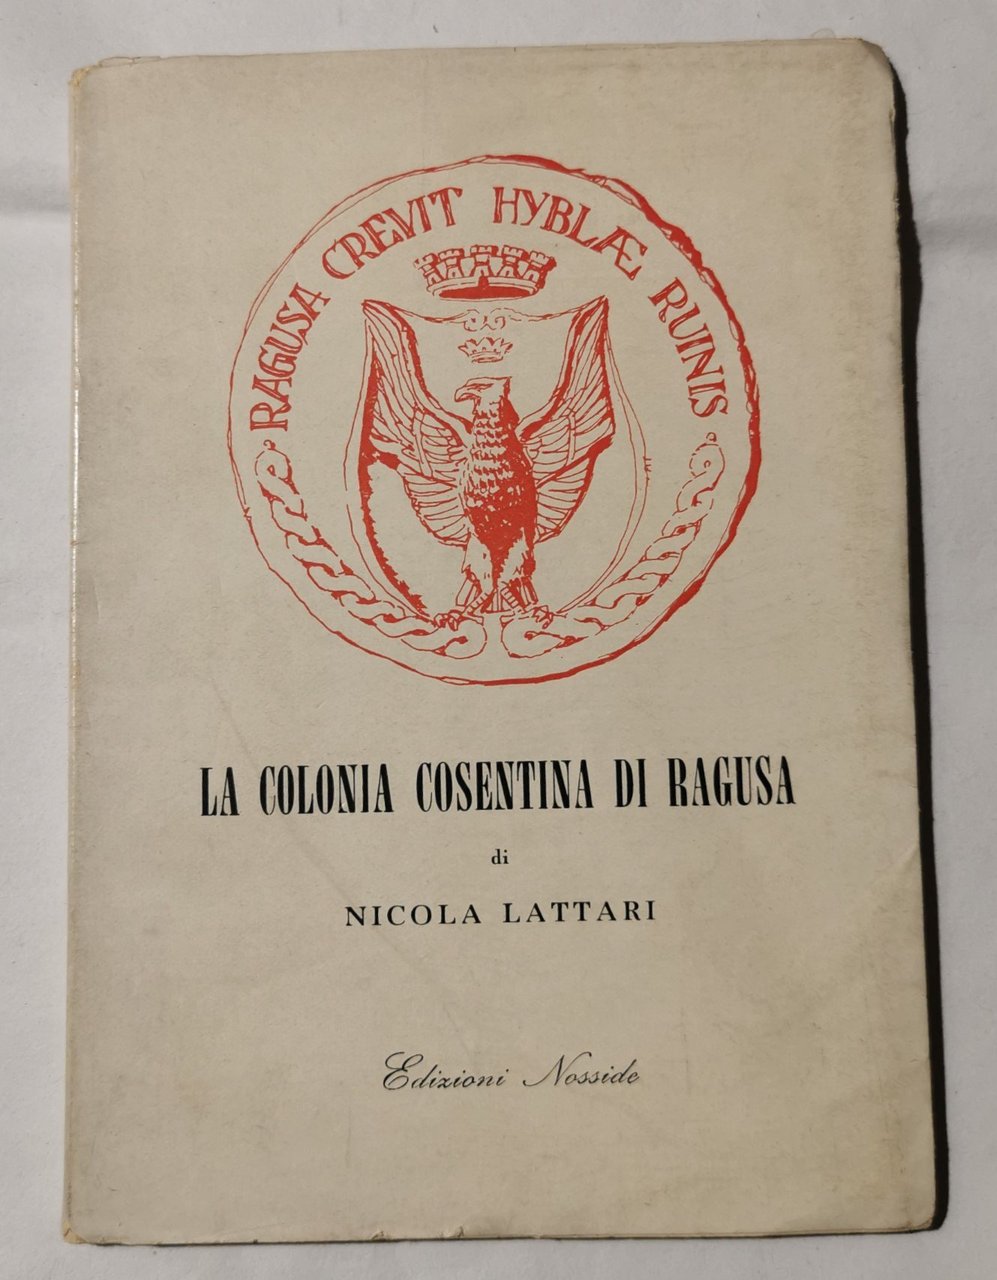 RAGUSA CREVIT HYBLÆ RUINIS
LA COLONIA COSENTINA DI RAGUSA
di
NICOLA LATTARI
Edizioni Nosside